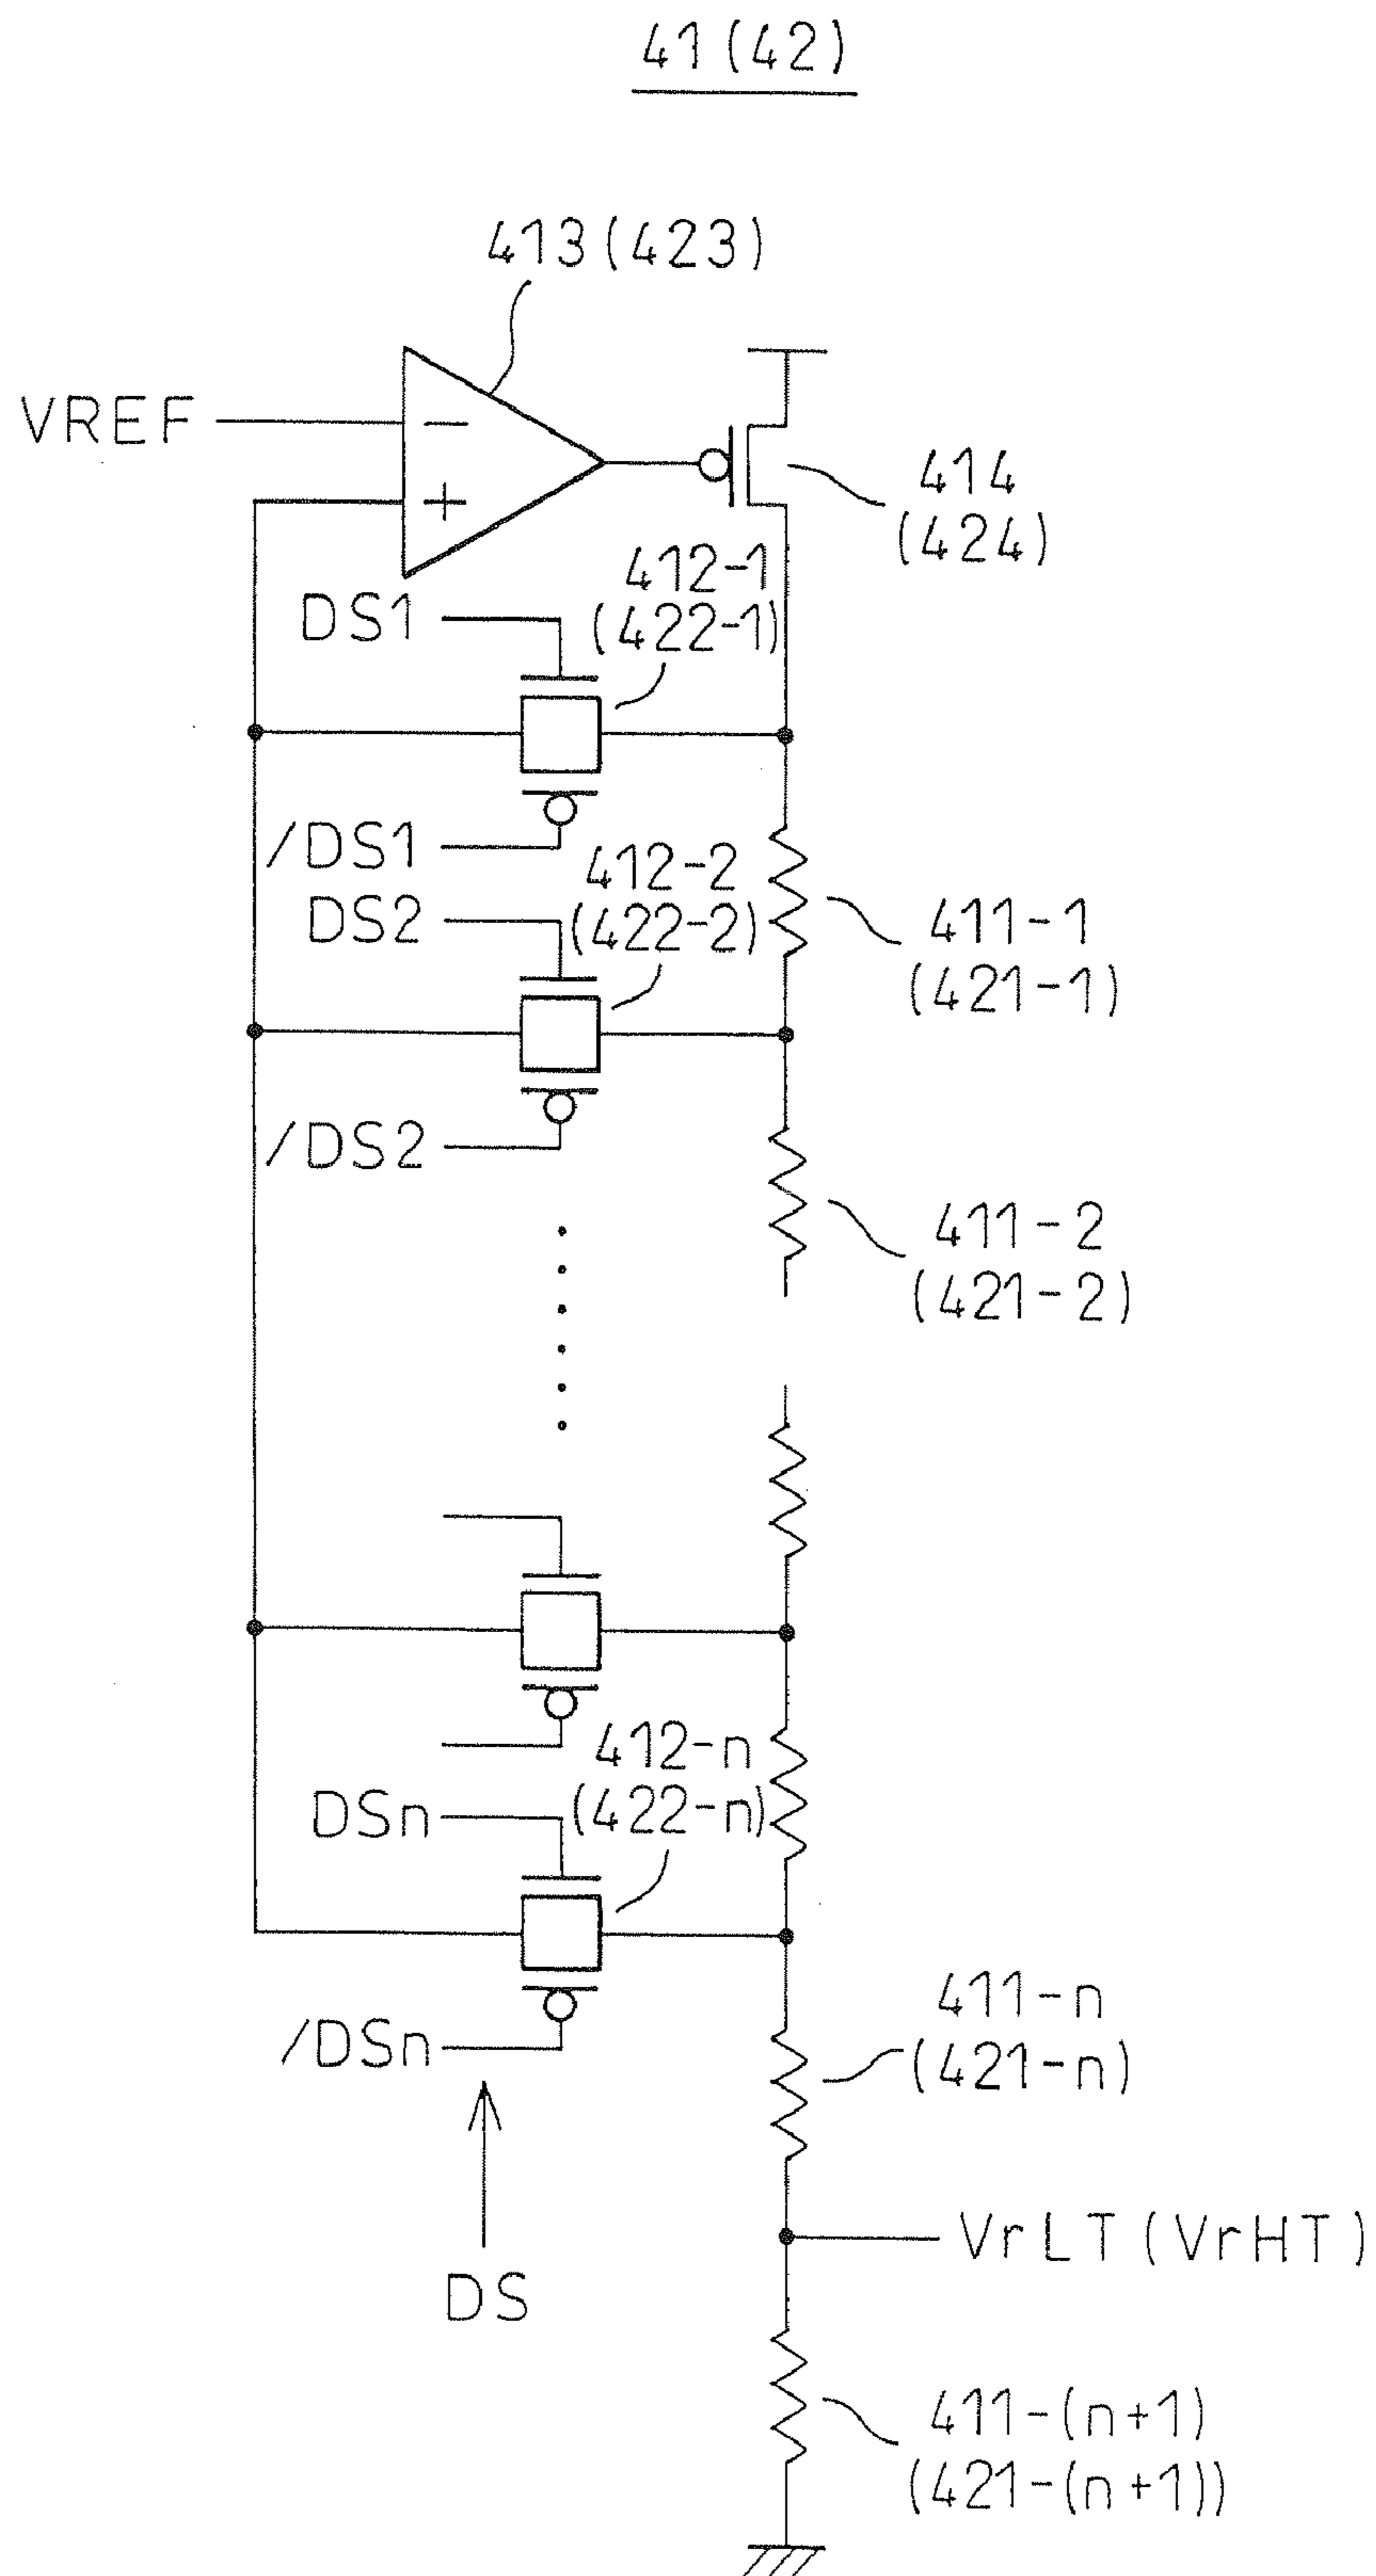 41(42)
413(423)
VREF
−
+
414
(424)
412-1
(422-1)
DS1
/DS1
412-2
(422-2)
DS2
411-1
(421-1)
/DS2
411-2
(421-2)
412-n
(422-n)
DSn
411-n
(421-n)
/DSn
VrLT(VrHT)
DS
411-(n+1)
(421-(n+1))